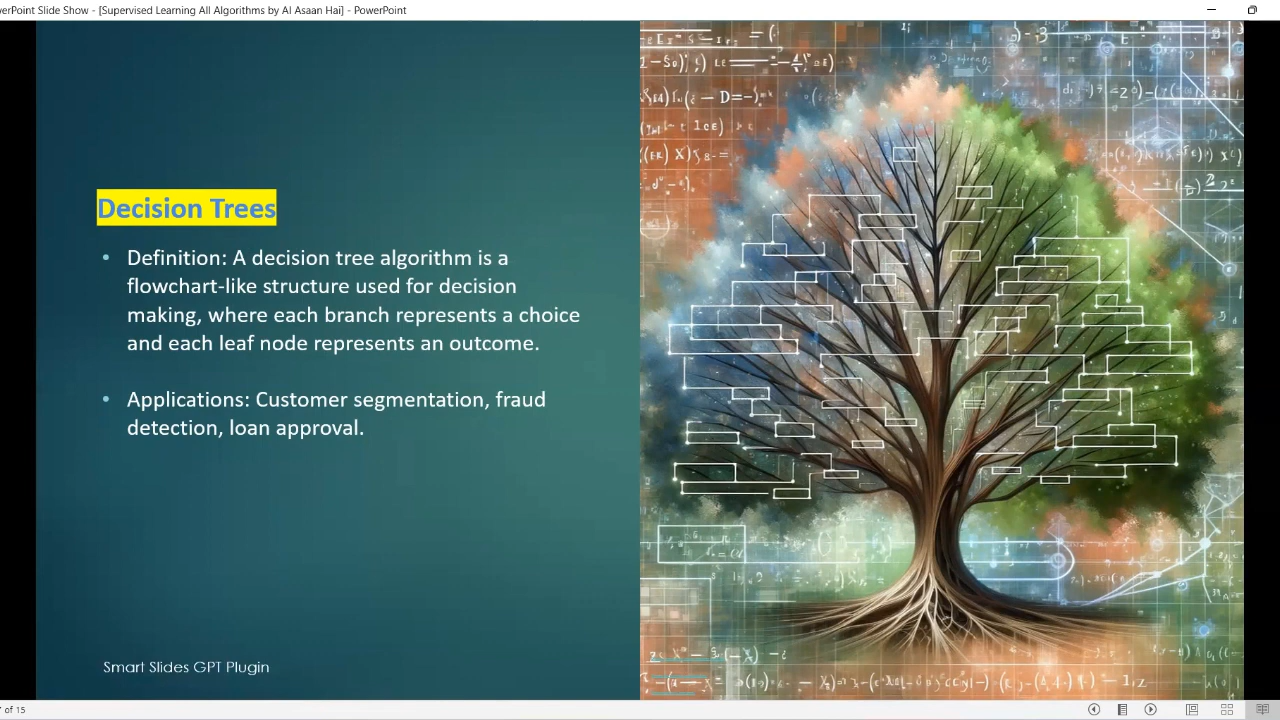 erPoint Slide Show - [Supervised Learning All Algorithms by AI Asaan Hai] - PowerPoint
Decision Trees
• Definition: A decision tree algorithm is a
flowchart-like structure used for decision
making, where each branch represents a choice
and each leaf node represents an outcome.
• Applications: Customer segmentation, fraud
detection, loan approval.
Smart Slides GPT Plugin
of 15